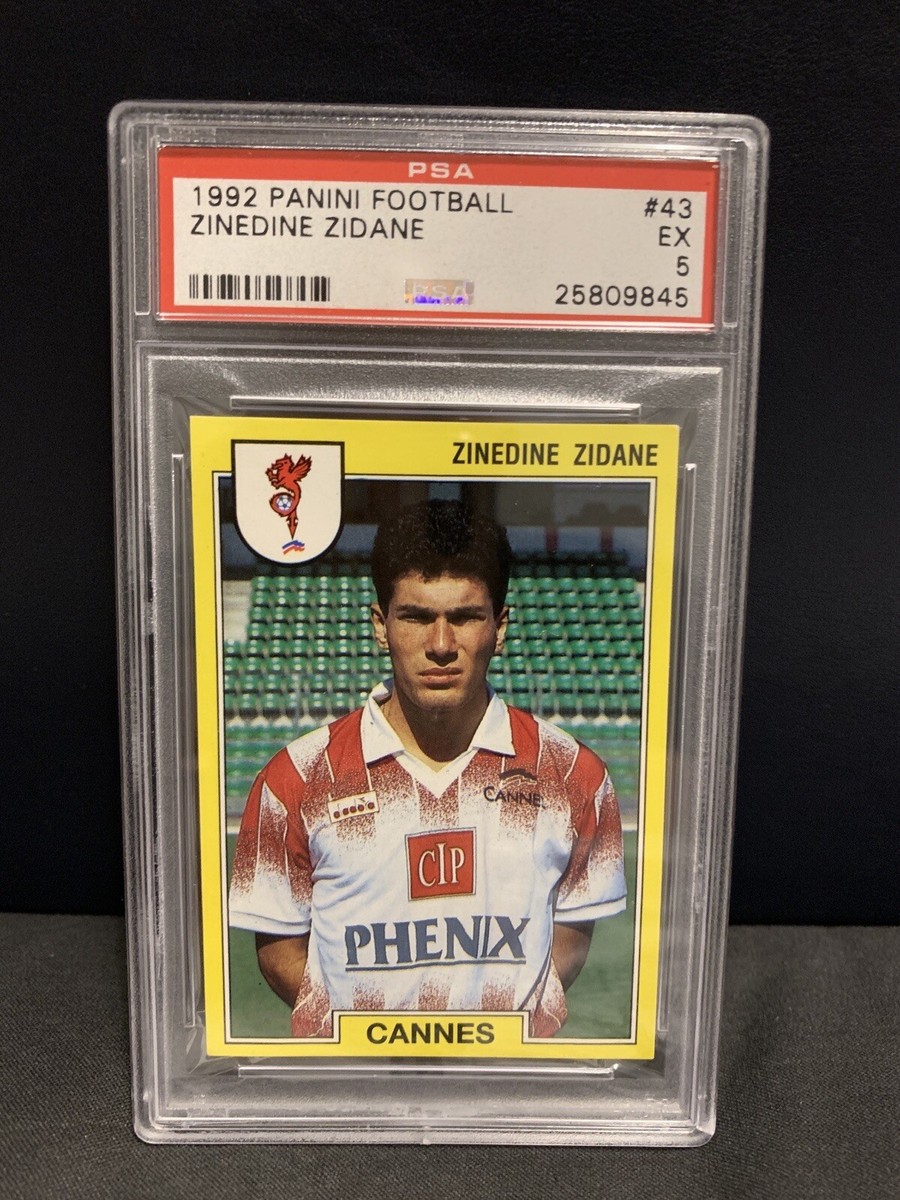 PSA
1992 PANINI FOOTBALL #43
ZINEDINE ZIDANE EX
5
PSA 25809845
ZINEDINE ZIDANE
CANNES
CIP
PHENIX
CANNES